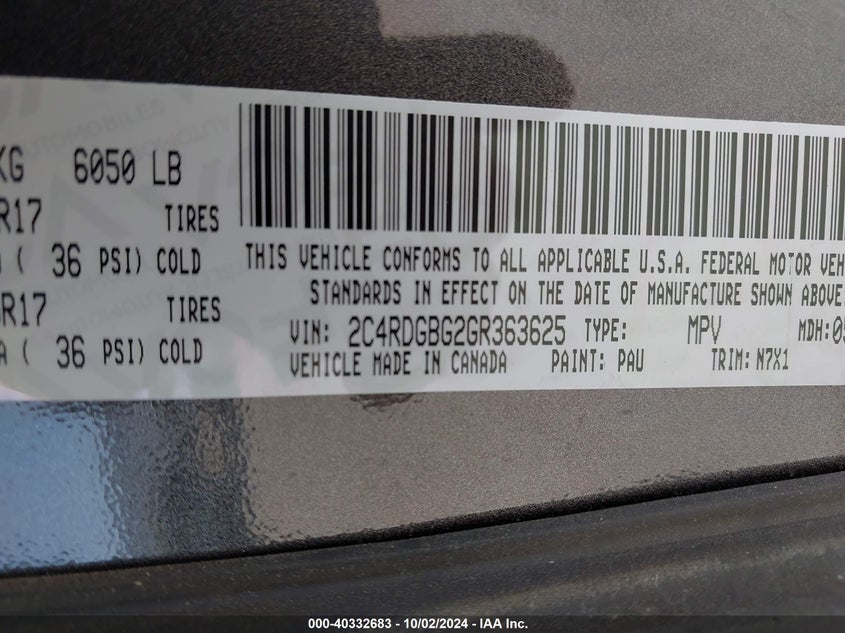 KG 6050 LB
R17 TIRES
( 36 PSI) COLD
R17 TIRES
A ( 36 PSI) COLD
THIS VEHICLE CONFORMS TO ALL APPLICABLE U.S.A. FEDERAL MOTOR VEH
STANDARDS IN EFFECT ON THE DATE OF MANUFACTURE SHOWN ABOVE.
VIN: 2C4RDGBG2GR363625 TYPE: MPV MDH:05
VEHICLE MADE IN CANADA PAINT: PAU TRIM: N7X1
000-40332683 - 10/02/2024 - IAA Inc.